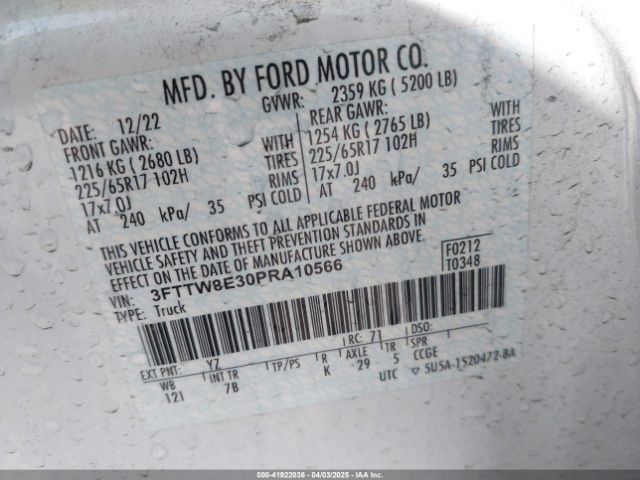 MFD. BY FORD MOTOR CO.
GVWR: 2359 KG ( 5200 LB)
DATE: 12/22
FRONT GAWR:
1216 KG ( 2680 LB)
225/65R17 102H
17x7.0J
AT 240 kPa/ 35 PSI COLD
WITH
TIRES
RIMS
REAR GAWR:
1254 KG ( 2765 LB)
225/65R17 102H
17x7.0J
AT 240 kPa/ 35 PSI COLD
WITH
TIRES
RIMS
THIS VEHICLE CONFORMS TO ALL APPLICABLE FEDERAL MOTOR
VEHICLE SAFETY AND THEFT PREVENTION STANDARDS IN EFFECT ON THE
DATE OF MANUFACTURE SHOWN ABOVE.
F0212
T0348
VIN: 3FTTW8E30PRA10566
TYPE: Truck
EXT PNT: YZ RC: 71 DSO:
WB INT TR TP/PS R AXLE TR SPR
121 7B K 29 5 CCGE
UTC ▽ 5U5A-1520472-BA
000-41922036 - 04/03/2025 - IAA Inc.